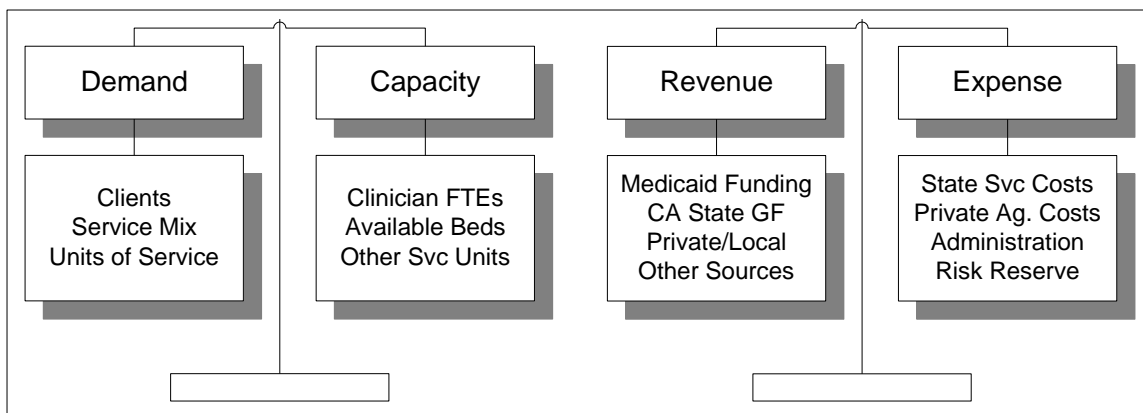 Demand
Capacity
Revenue
Expense
Clients
Service Mix
Units of Service
Clinician FTEs
Available Beds
Other Svc Units
Medicaid Funding
CA State GF
Private/Local
Other Sources
State Svc Costs
Private Ag. Costs
Administration
Risk Reserve